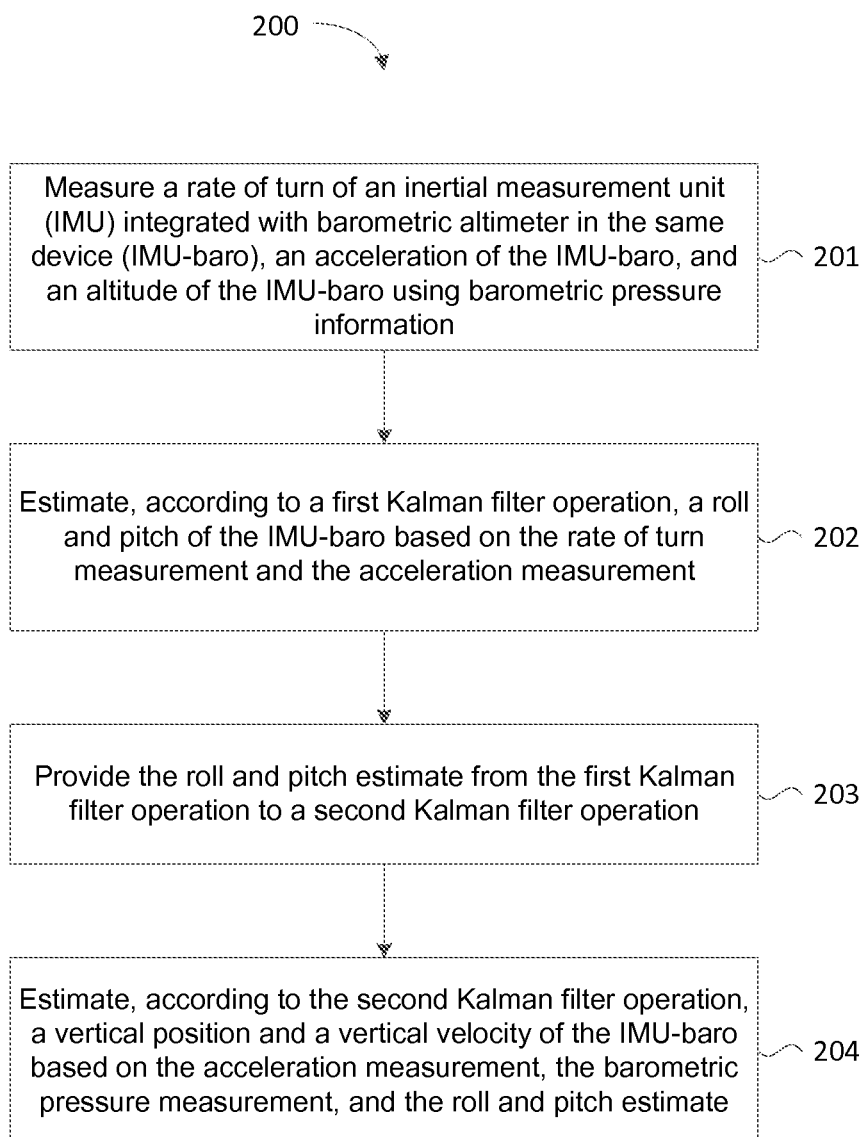 200
Measure a rate of turn of an inertial measurement unit
(IMU) integrated with barometric altimeter in the same
device (IMU-baro), an acceleration of the IMU-baro, and
an altitude of the IMU-baro using barometric pressure
information
201
Estimate, according to a first Kalman filter operation, a roll
and pitch of the IMU-baro based on the rate of turn
measurement and the acceleration measurement
202
Provide the roll and pitch estimate from the first Kalman
filter operation to a second Kalman filter operation
203
Estimate, according to the second Kalman filter operation,
a vertical position and a vertical velocity of the IMU-baro
based on the acceleration measurement, the barometric
pressure measurement, and the roll and pitch estimate
204